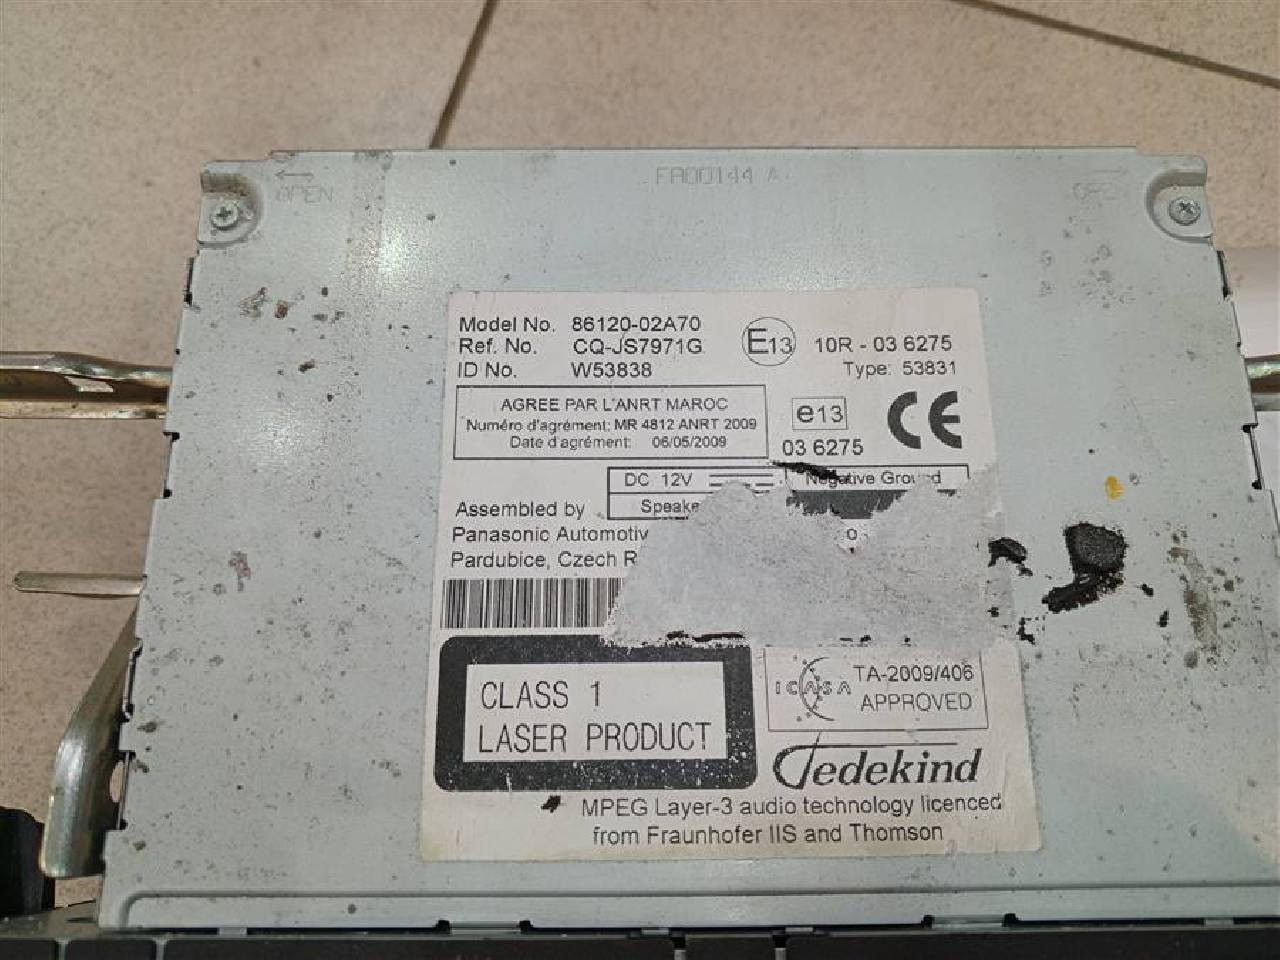 FA00144 A
OPEN
OPEN
Model No. 86120-02A70
Ref. No. CQ-JS7971G
ID No. W53838
E13 10R - 03 6275
Type: 53831
AGREE PAR L'ANRT MAROC
Numéro d'agrément: MR 4812 ANRT 2009
Date d'agrément: 06/05/2009
e13
03 6275
CE
DC 12V
Negative Ground
Assembled by
Panasonic
Pardubice, Czech
CLASS 1
LASER PRODUCT
ICASA TA-2009/406
APPROVED
Tedekind
MPEG Layer-3 audio technology licenced
from Fraunhofer IIS and Thomson